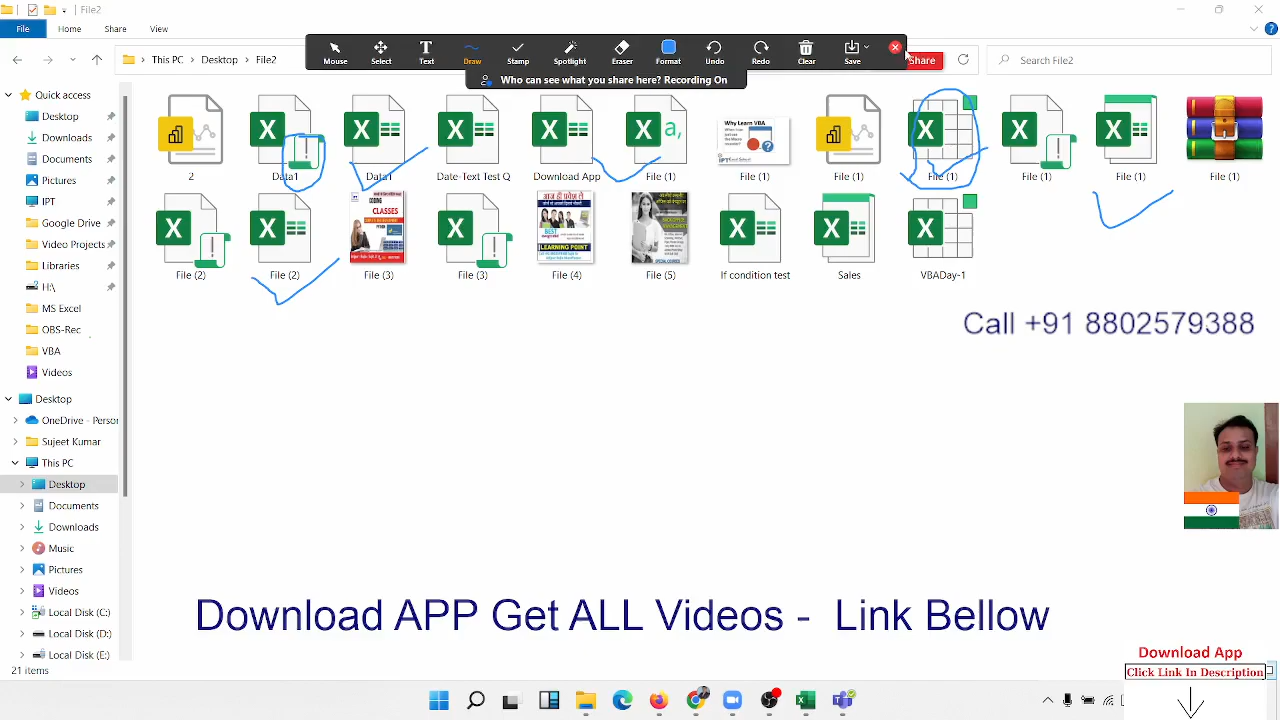 File2
File
Home
Share
View
Mouse
Select
Text
Draw
Stamp
Spotlight
Eraser
Format
Undo
Redo
Clear
Save
Share
Who can see what you share here? Recording On
This PC
File2
Search File2
Quick access
Desktop
Downloads
Documents
Pictures
IPT
Google Drive
Video Projects
Libraries
H:\
MS Excel
OBS-Rec
VBA
Videos
Desktop
OneDrive - Person
Sujeet Kumar
This PC
Desktop
Documents
Downloads
Music
Pictures
Videos
Local Disk (C:)
Local Disk (D:)
Local Disk (E:)
21 items
2
Data1
Data1
Date-Text Test Q
Download App
File (1)
Why Learn VBA
File (1)
File (1)
File (1)
File (1)
File (1)
File (1)
File (2)
File (2)
CODING
CLASSES
File (3)
File (3)
BEST
LEARNING POINT
File (4)
File (5)
If condition test
Sales
VBADay-1
Call +91 8802579388
Download APP Get ALL Videos - Link Bellow
Download App
Click Link In Description